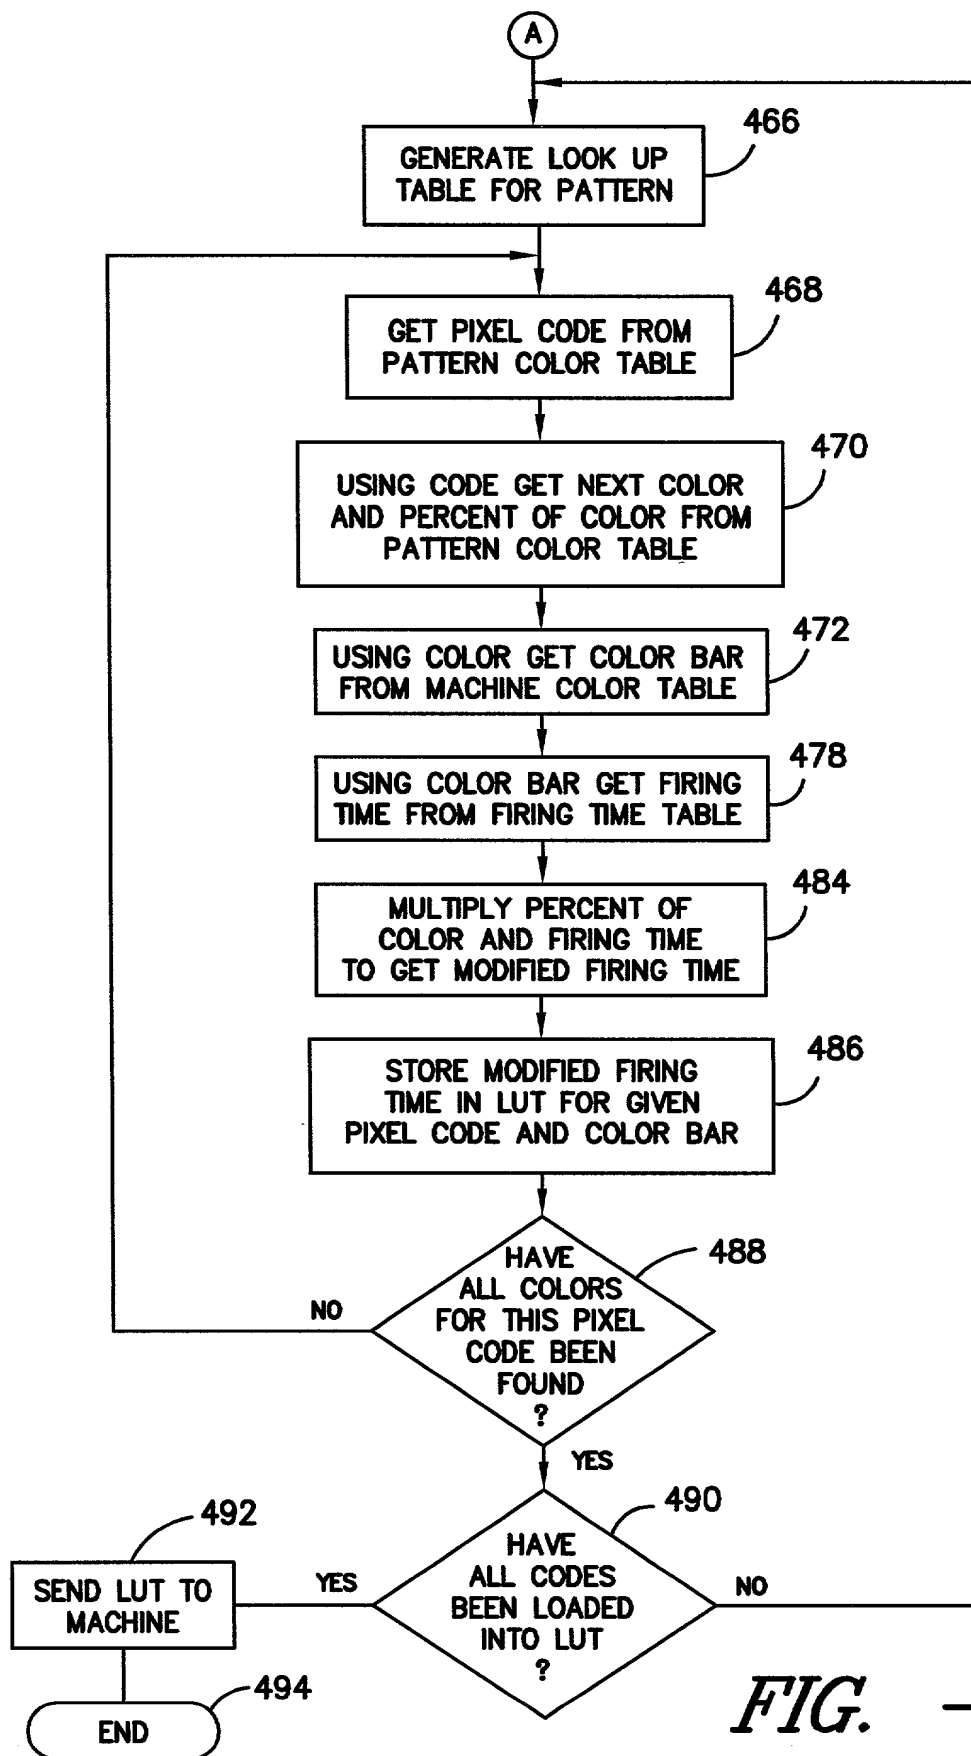 A
466
GENERATE LOOK UP
TABLE FOR PATTERN
468
GET PIXEL CODE FROM
PATTERN COLOR TABLE
470
USING CODE GET NEXT COLOR
AND PERCENT OF COLOR FROM
PATTERN COLOR TABLE
472
USING COLOR GET COLOR BAR
FROM MACHINE COLOR TABLE
478
USING COLOR BAR GET FIRING
TIME FROM FIRING TIME TABLE
484
MULTIPLY PERCENT OF
COLOR AND FIRING TIME
TO GET MODIFIED FIRING TIME
486
STORE MODIFIED FIRING
TIME IN LUT FOR GIVEN
PIXEL CODE AND COLOR BAR
488
HAVE
ALL COLORS
FOR THIS PIXEL
CODE BEEN
FOUND
?
NO
YES
490
HAVE
ALL CODES
BEEN LOADED
INTO LUT
?
YES
NO
492
SEND LUT TO
MACHINE
494
END
FIG. -